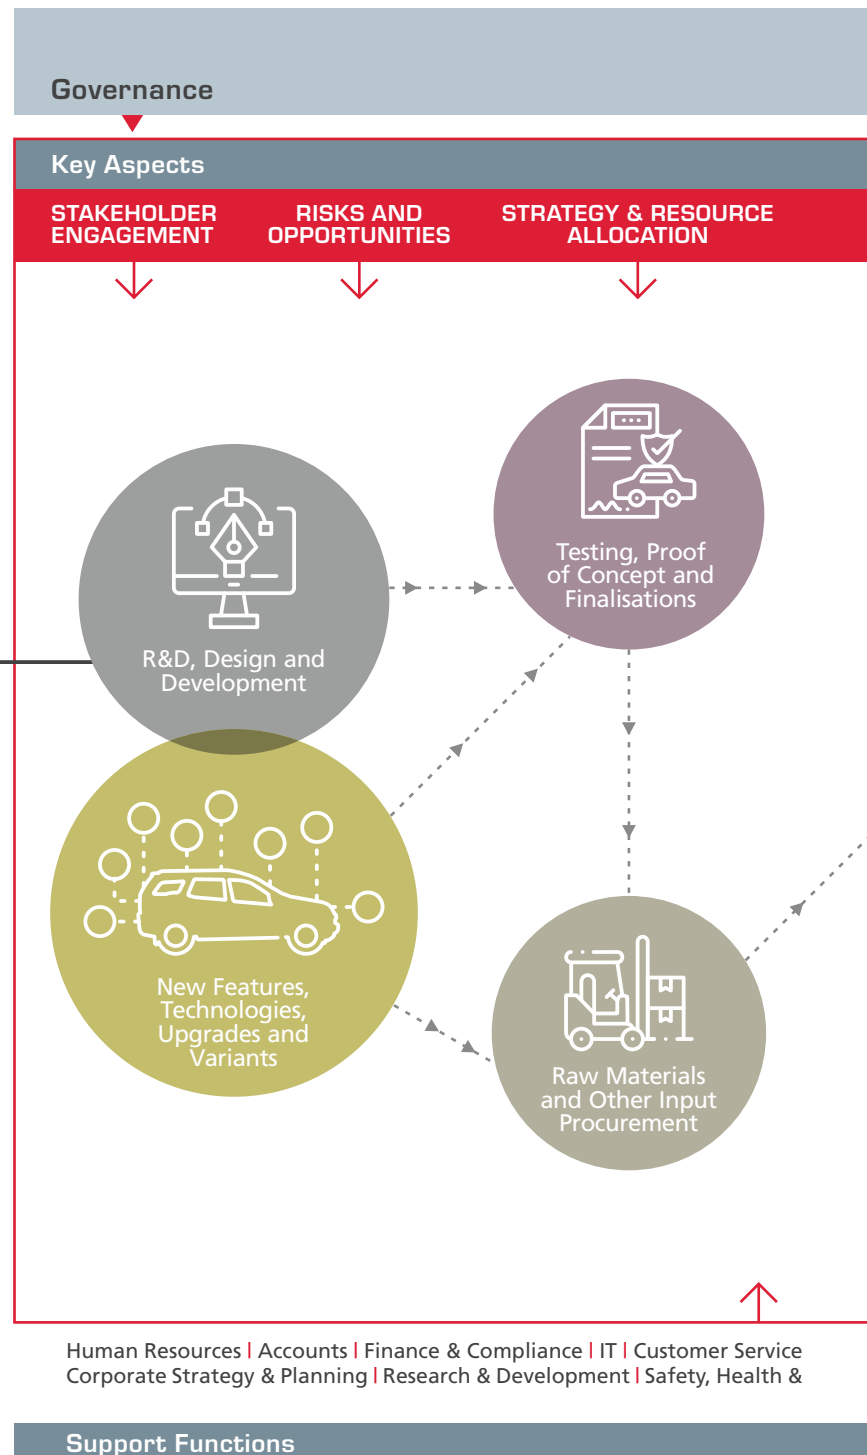 Governance
Key Aspects
STAKEHOLDER
ENGAGEMENT
RISKS AND
OPPORTUNITIES
STRATEGY & RESOURCE
ALLOCATION
Testing, Proof
of Concept and
Finalisations
R&D, Design and
Development
New Features,
Technologies,
Upgrades and
Variants
Raw Materials
and Other Input
Procurement
Human Resources | Accounts | Finance & Compliance | IT | Customer Service
Corporate Strategy & Planning | Research & Development | Safety, Health &
Support Functions